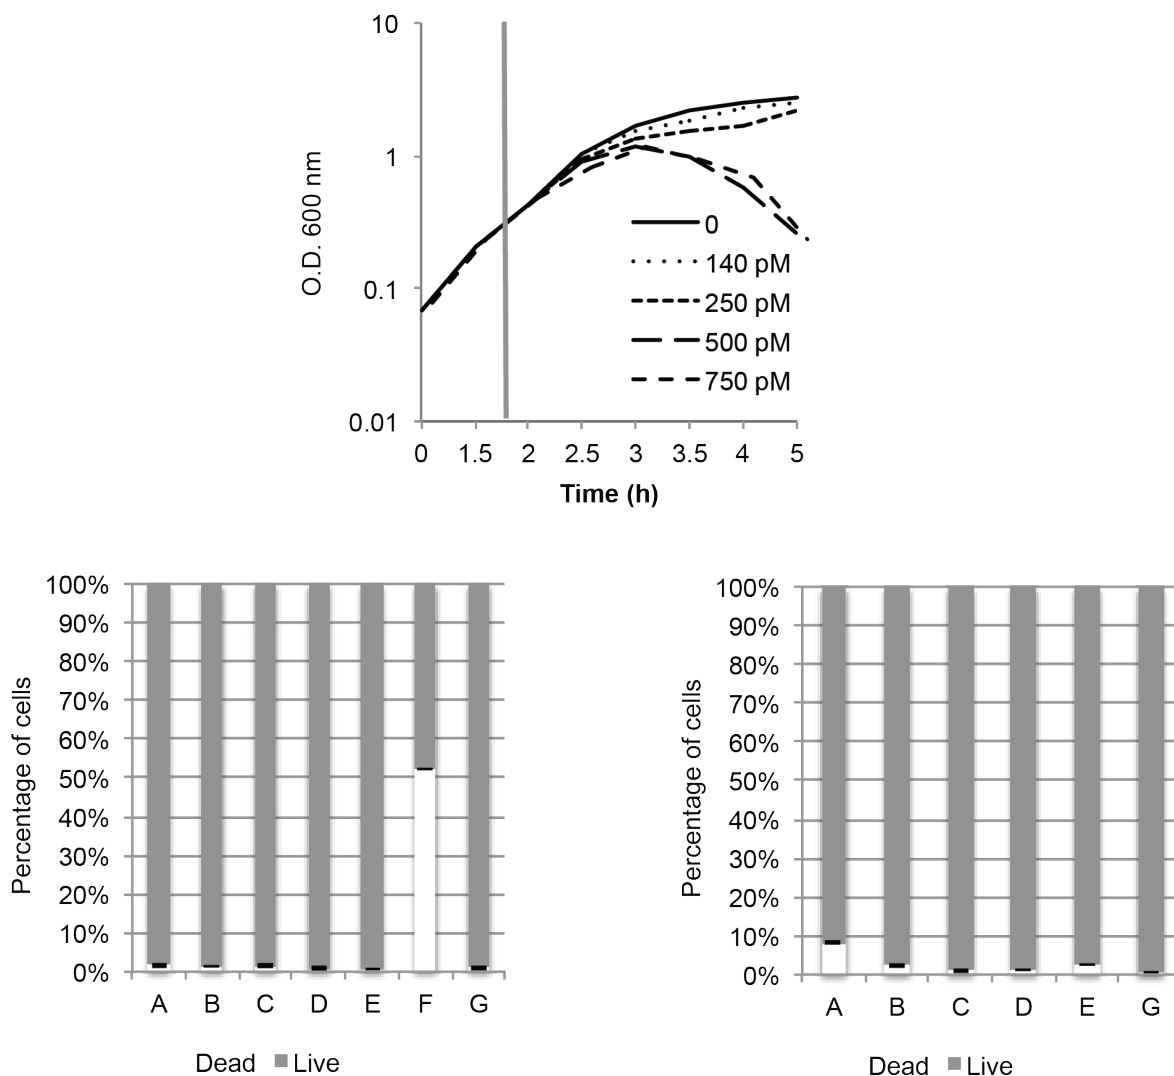 10
1
0.1
0.01
O.D. 600 nm
0
140 pM
250 pM
500 pM
750 pM
0 1.5 2 2.5 3 3.5 4 5
Time (h)
100%
90%
80%
70%
60%
50%
40%
30%
20%
10%
0%
Percentage of cells
A B C D E F G
Dead Live
100%
90%
80%
70%
60%
50%
40%
30%
20%
10%
0%
Percentage of cells
A B C D E G
Dead Live